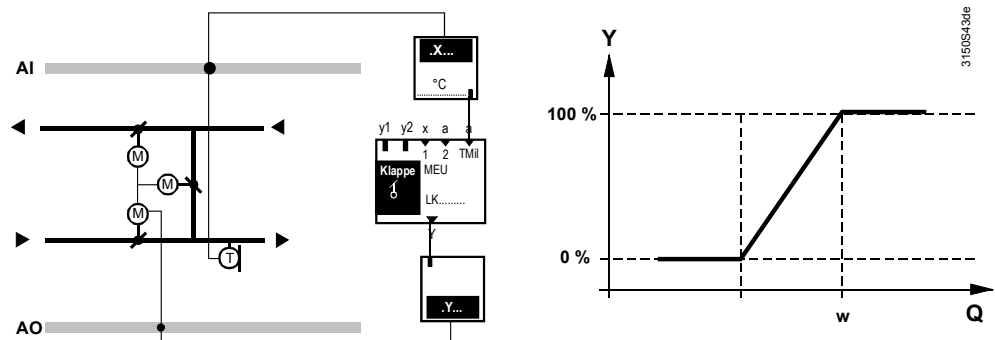 AI
.X...
°C
y1 y2 x a a
1 2 TMil
Klappe
MEU
LK.........
Y
M
M
M
T
.Y...
AO
Y
100 %
0 %
w
Q
3150S43de